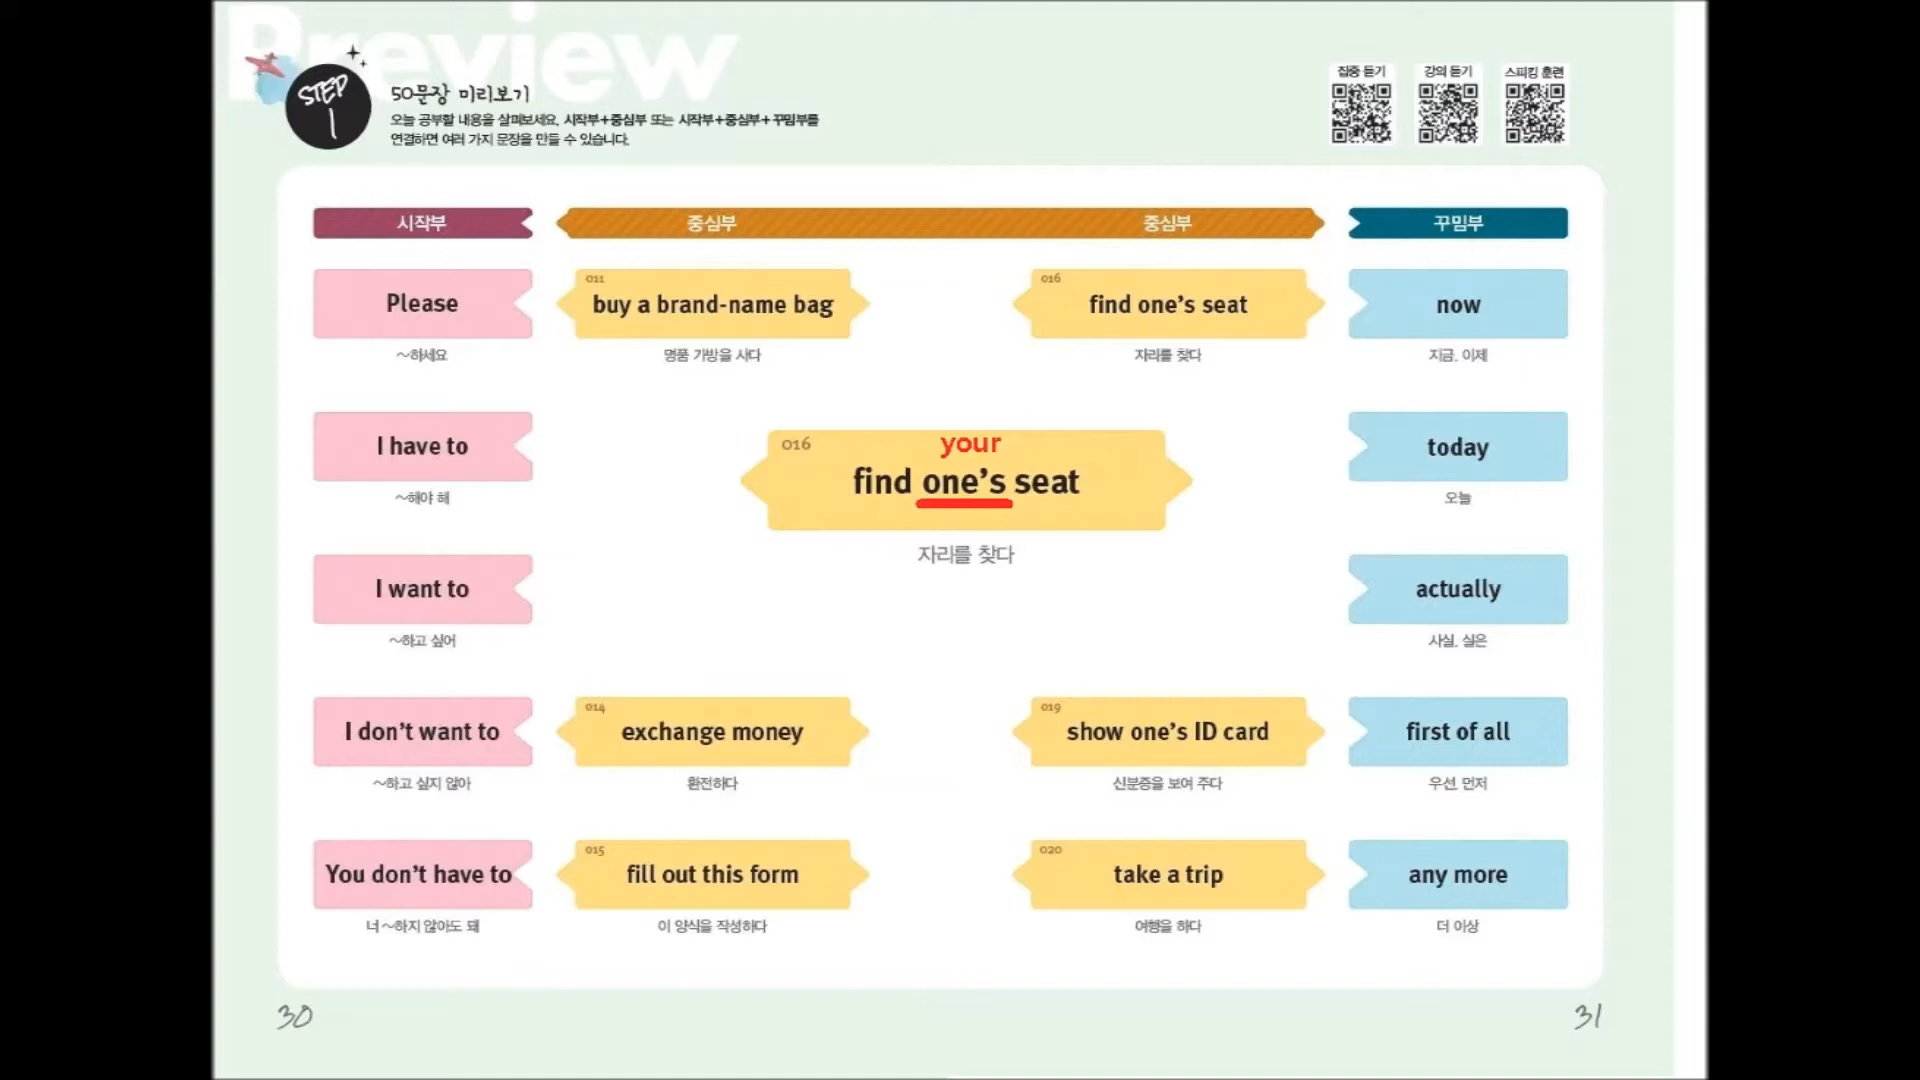 Preview
STEP
1
50문장 미리보기
오늘 공부할 내용을 살펴보세요. 시작부+중심부 또는 시작부+중심부+꾸밈부를
연결하면 여러 가지 문장을 만들 수 있습니다.
집중 듣기
강의 듣기
스피킹 훈련
시작부
중심부
중심부
꾸밈부
Please
~하세요
011
buy a brand-name bag
명품 가방을 사다
016
find one's seat
자리를 찾다
now
지금, 이제
I have to
~해야 해
016
your
find one's seat
자리를 찾다
today
오늘
I want to
~하고 싶어
actually
사실, 실은
I don't want to
~하고 싶지 않아
014
exchange money
환전하다
019
show one's ID card
신분증을 보여 주다
first of all
우선, 먼저
You don't have to
너 ~하지 않아도 돼
015
fill out this form
이 양식을 작성하다
020
take a trip
여행을 하다
any more
더 이상
30
31